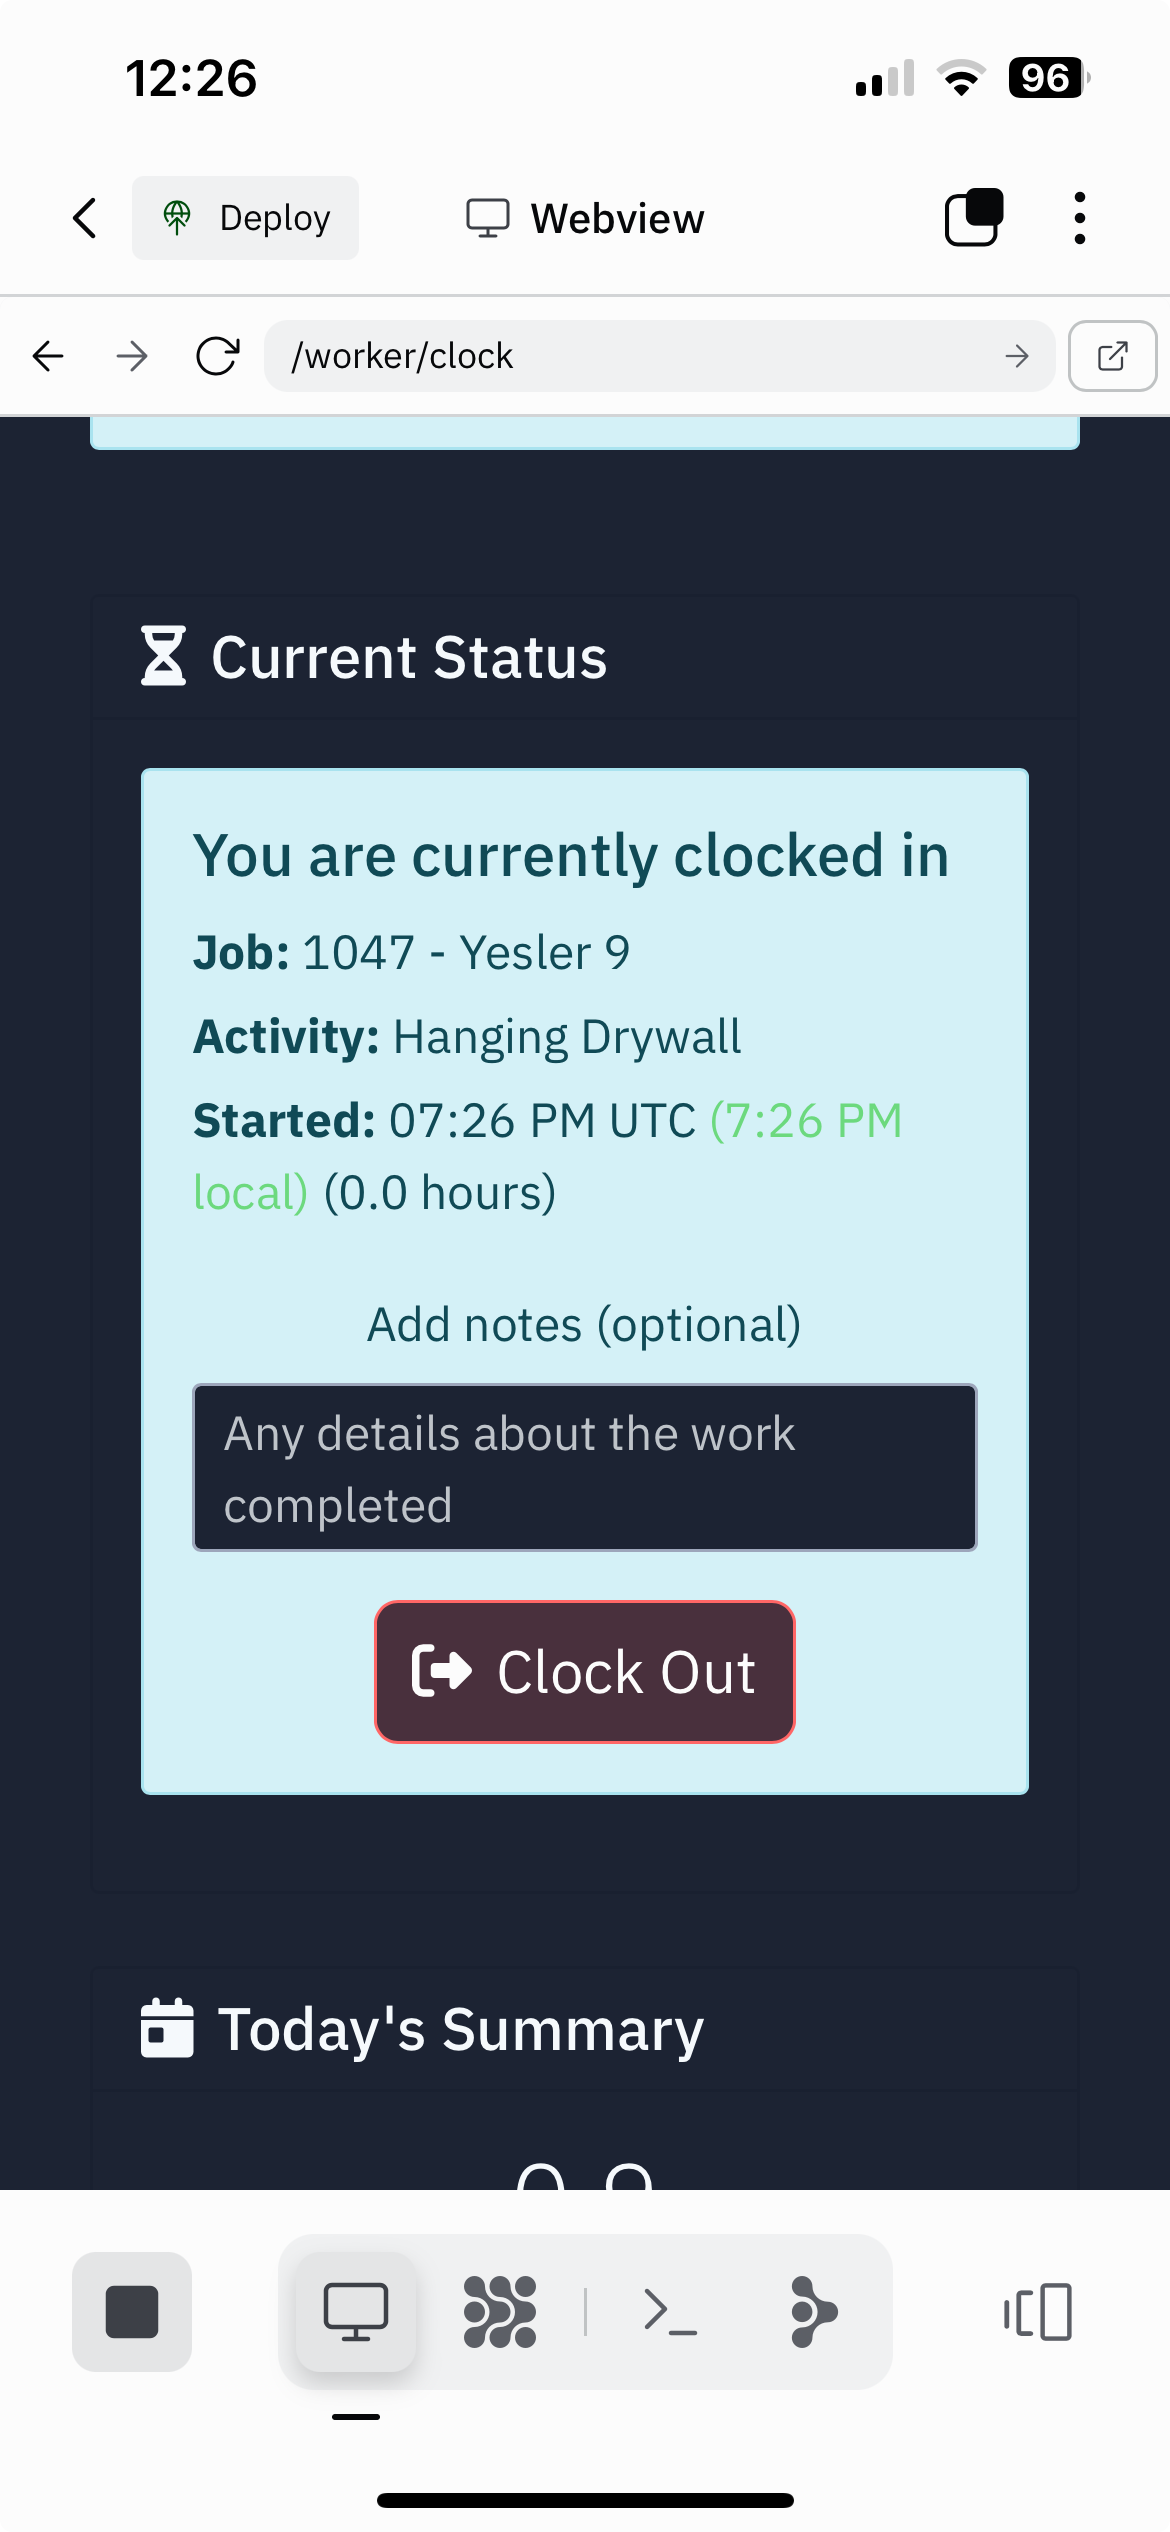 12:26
96
Deploy
Webview
/worker/clock
Current Status
You are currently clocked in
Job: 1047 - Yesler 9
Activity: Hanging Drywall
Started: 07:26 PM UTC (7:26 PM
local) (0.0 hours)
Add notes (optional)
Any details about the work
completed
Clock Out
Today's Summary